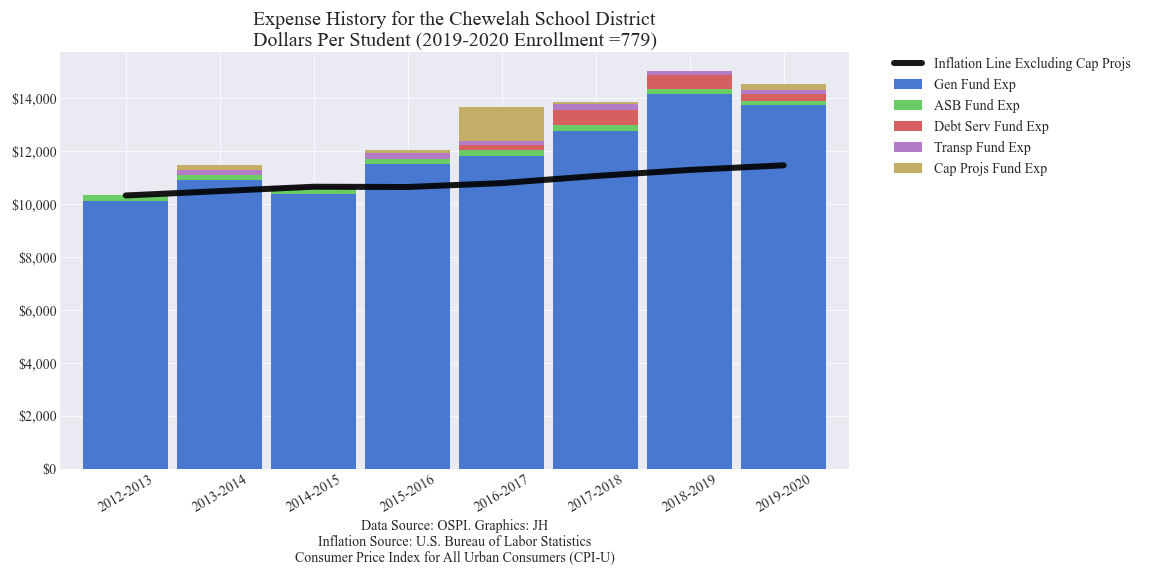 Expense History for the Chewelah School District
Dollars Per Student (2019-2020 Enrollment =779)
Inflation Line Excluding Cap Projs
Gen Fund Exp
ASB Fund Exp
Debt Serv Fund Exp
Transp Fund Exp
Cap Projs Fund Exp
$14,000
$12,000
$10,000
$8,000
$6,000
$4,000
$2,000
$0
2012-2013
2013-2014
2014-2015
2015-2016
2016-2017
2017-2018
2018-2019
2019-2020
Data Source: OSPI. Graphics: JH
Inflation Source: U.S. Bureau of Labor Statistics
Consumer Price Index for All Urban Consumers (CPI-U)